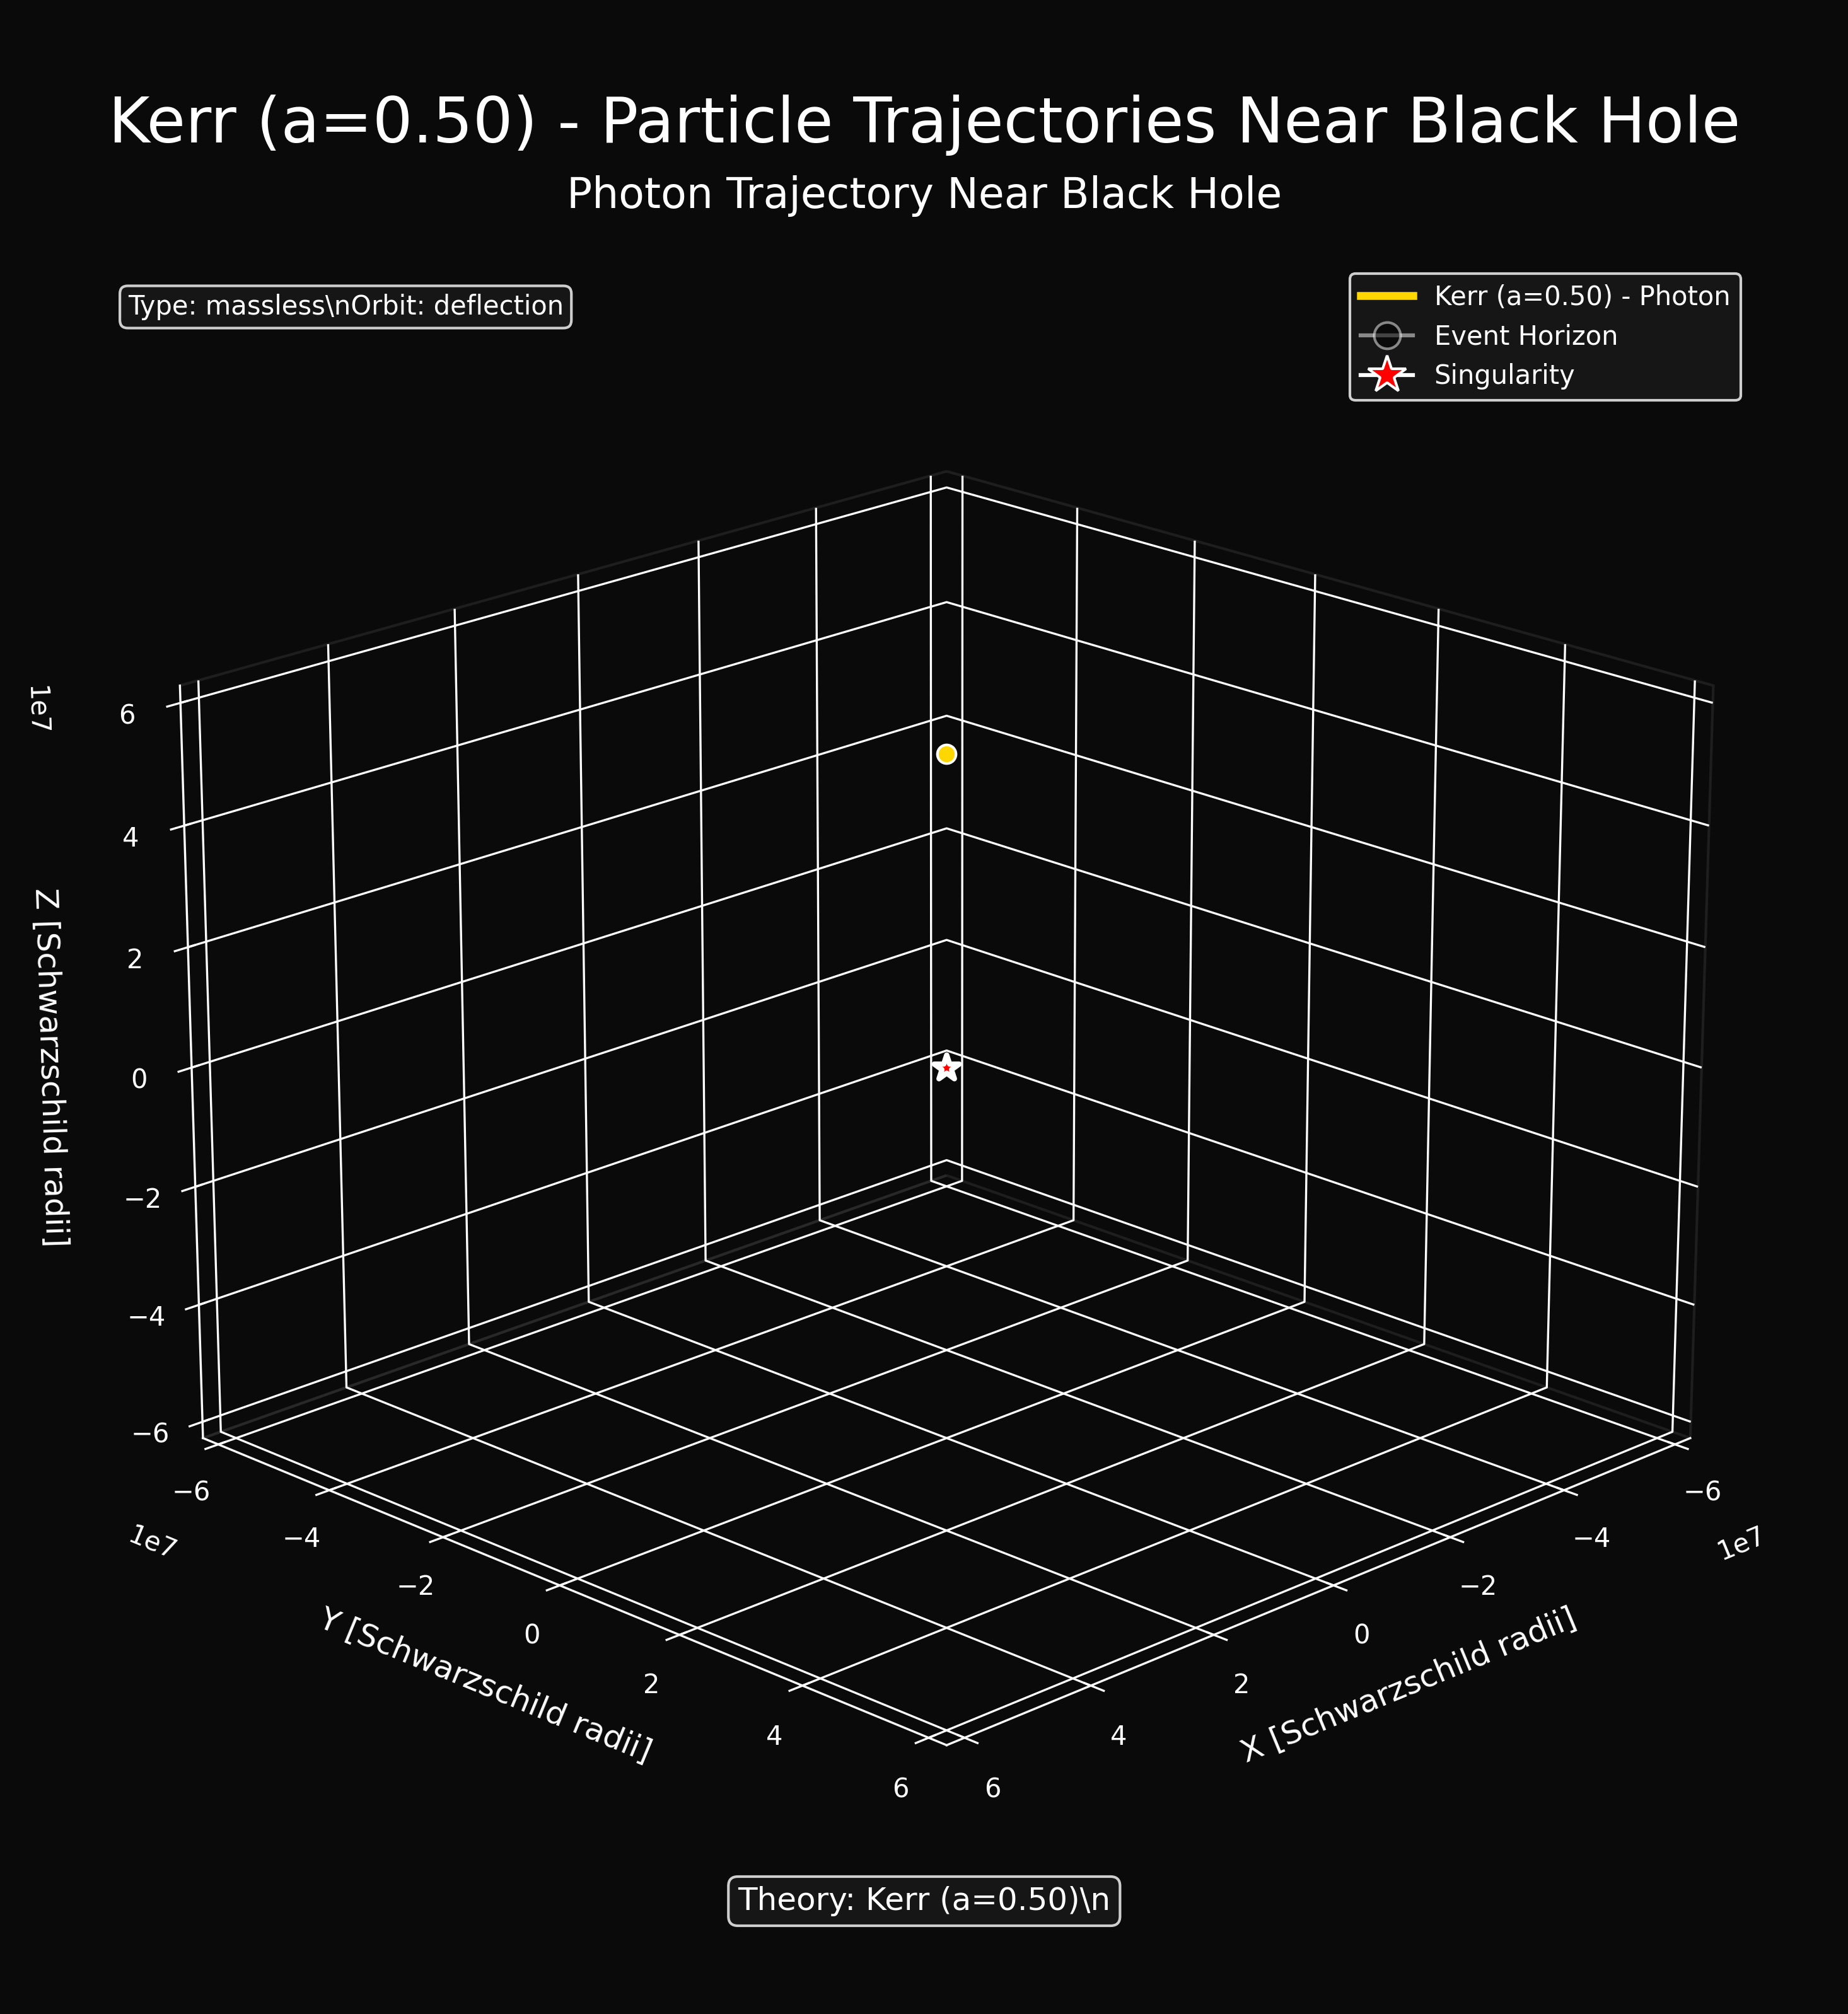 Kerr (a=0.50) - Particle Trajectories Near Black Hole
Photon Trajectory Near Black Hole
Type: massless\nOrbit: deflection
Kerr (a=0.50) - Photon
Event Horizon
Singularity
1e7
6
4
2
0
−2
−4
−6
Z [Schwarzschild radii]
−6
−4
−2
0
2
4
6
1e7
Y [Schwarzschild radii]
6
4
2
0
−2
−4
−6
1e7
X [Schwarzschild radii]
Theory: Kerr (a=0.50)\n